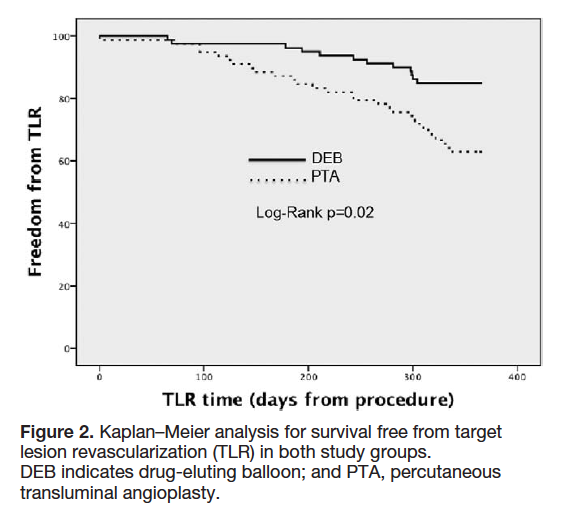 100
80
60
40
20
0
Freedom from TLR
DEB
PTA
Log-Rank p=0.02
0 100 200 300 400
TLR time (days from procedure)
Figure 2. Kaplan–Meier analysis for survival free from target
lesion revascularization (TLR) in both study groups.
DEB indicates drug-eluting balloon; and PTA, percutaneous
transluminal angioplasty.